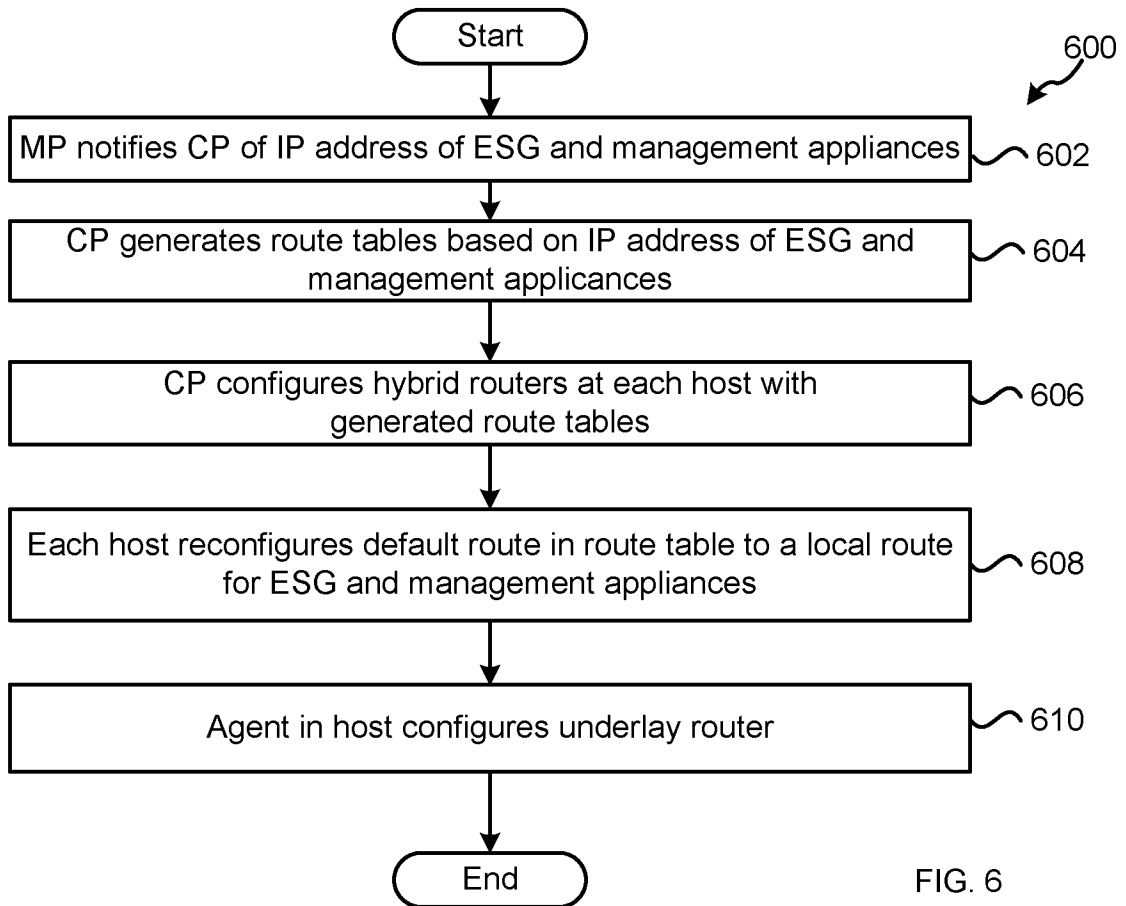 Start
600
MP notifies CP of IP address of ESG and management appliances
602
CP generates route tables based on IP address of ESG and
management applicances
604
CP configures hybrid routers at each host with
generated route tables
606
Each host reconfigures default route in route table to a local route
for ESG and management appliances
608
Agent in host configures underlay router
610
End
FIG. 6